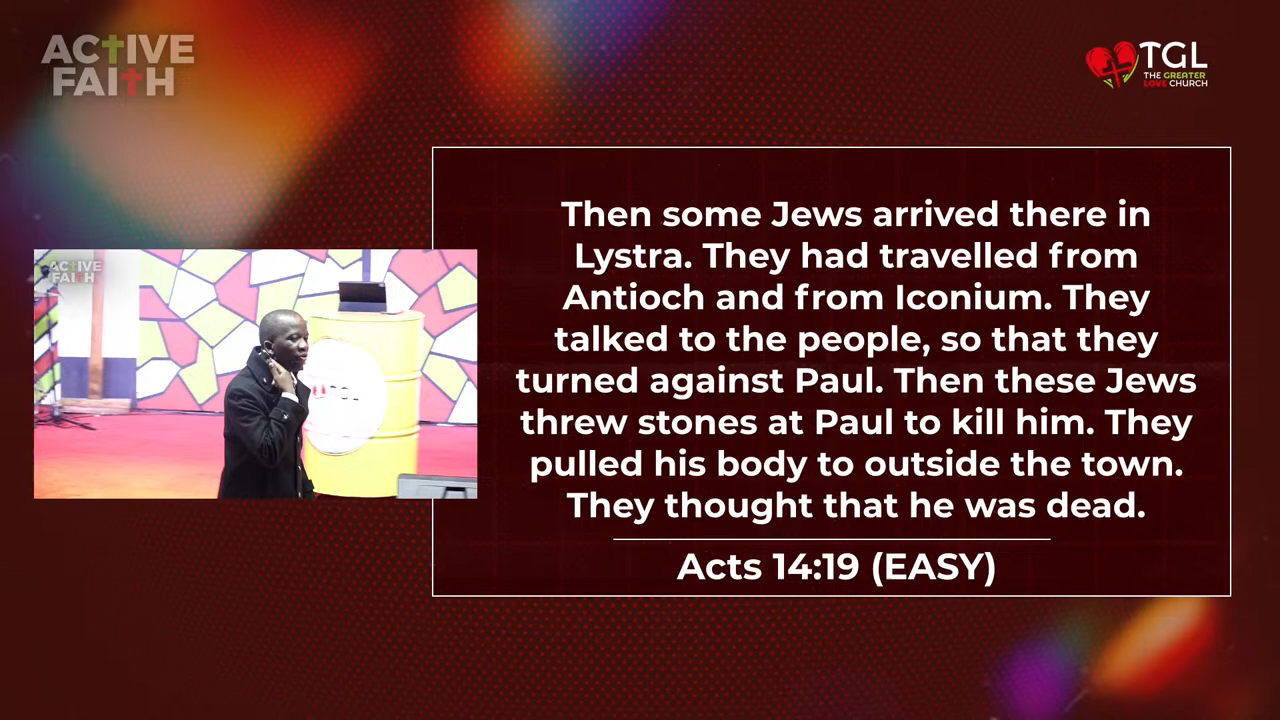 ACTIVE
FAITH
TGL
THE GREATER
LOVE CHURCH
ACTIVE
FAITH
Then some Jews arrived there in
Lystra. They had travelled from
Antioch and from Iconium. They
talked to the people, so that they
turned against Paul. Then these Jews
threw stones at Paul to kill him. They
pulled his body to outside the town.
They thought that he was dead.
Acts 14:19 (EASY)